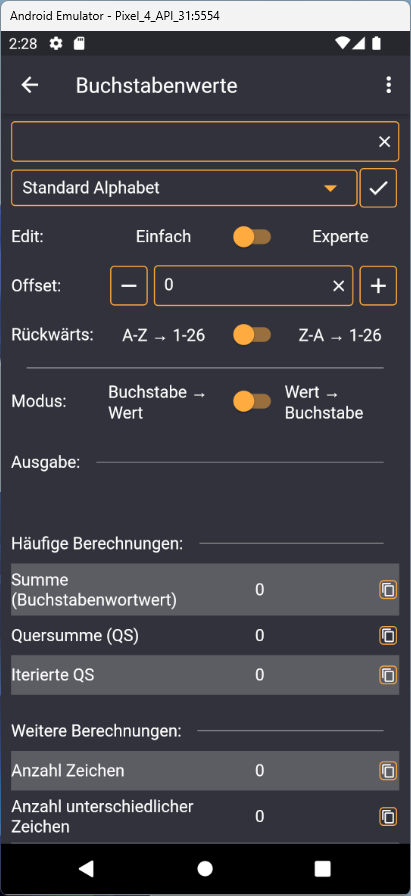 Android Emulator - Pixel_4_API_31:5554
2:28
Buchstabenwerte
Standard Alphabet
Edit: Einfach Experte
Offset: 0
Rückwärts: A-Z → 1-26 Z-A → 1-26
Modus: Buchstabe → Wert Wert → Buchstabe
Ausgabe:
Häufige Berechnungen:
Summe
(Buchstabenwortwert) 0
Quersumme (QS) 0
Iterierte QS 0
Weitere Berechnungen:
Anzahl Zeichen 0
Anzahl unterschiedlicher
Zeichen 0